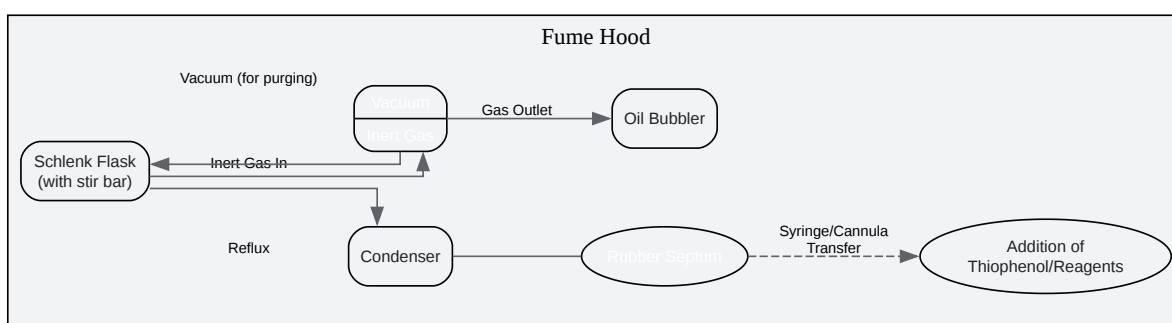 Fume Hood
Vacuum (for purging)
Vacuum
Inert Gas
Gas Outlet
Oil Bubbler
Schlenk Flask
(with stir bar)
Inert Gas In
Reflux
Condenser
Rubber Septum
Syringe/Cannula
Transfer
Addition of
Thiophenol/Reagents